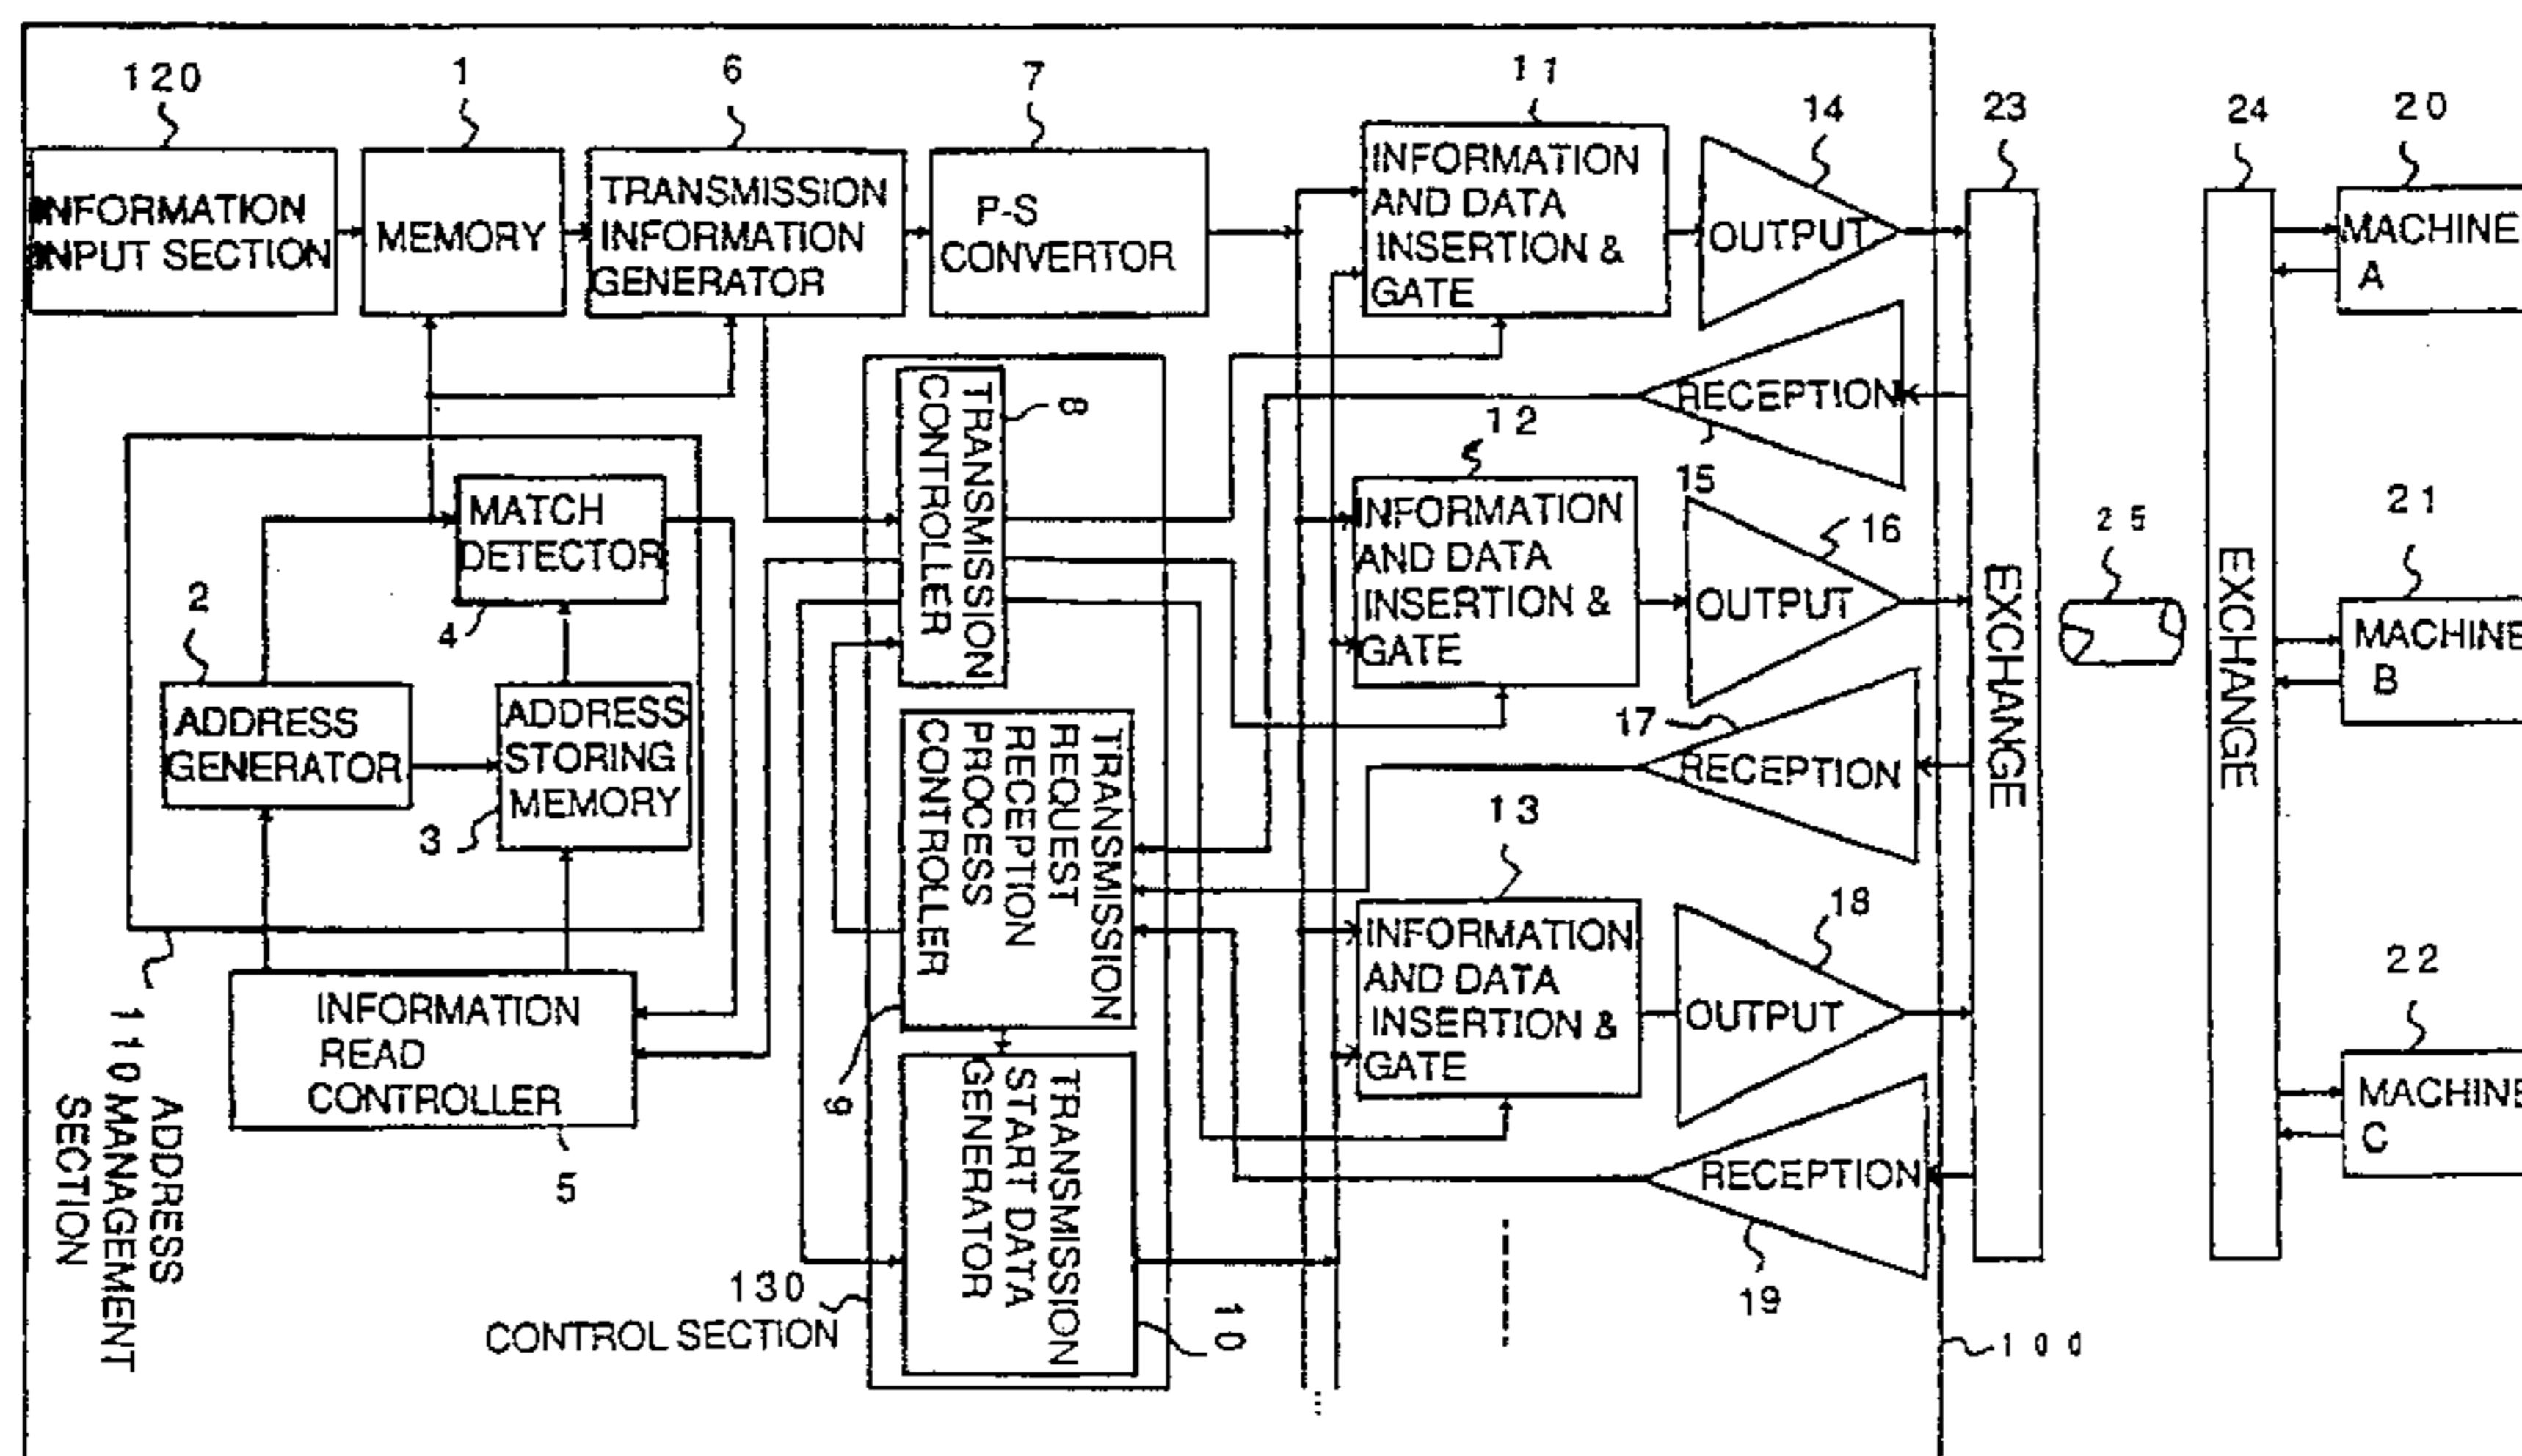 120
1
6
7
11
14
23
24
20
INFORMATION
INPUT SECTION
MEMORY
TRANSMISSION
INFORMATION
GENERATOR
P-S
CONVERTOR
INFORMATION
AND DATA
INSERTION &
GATE
OUTPUT
MACHINE
A
RECEPTION
15
8
TRANSMISSION
CONTROLLER
12
INFORMATION
AND DATA
INSERTION &
GATE
OUTPUT
16
25
21
MACHINE
B
EXCHANGE
EXCHANGE
MATCH
DETECTOR
4
2
ADDRESS
GENERATOR
ADDRESS
STORING
MEMORY
3
17
RECEPTION
TRANSMISSION
REQUEST
RECEPTION
PROCESS
CONTROLLER
9
13
INFORMATION
AND DATA
INSERTION &
GATE
OUTPUT
18
22
MACHINE
C
INFORMATION
READ
CONTROLLER
5
110
ADDRESS
MANAGEMENT
SECTION
TRANSMISSION
START DATA
GENERATOR
10
130
CONTROL SECTION
RECEPTION
19
100